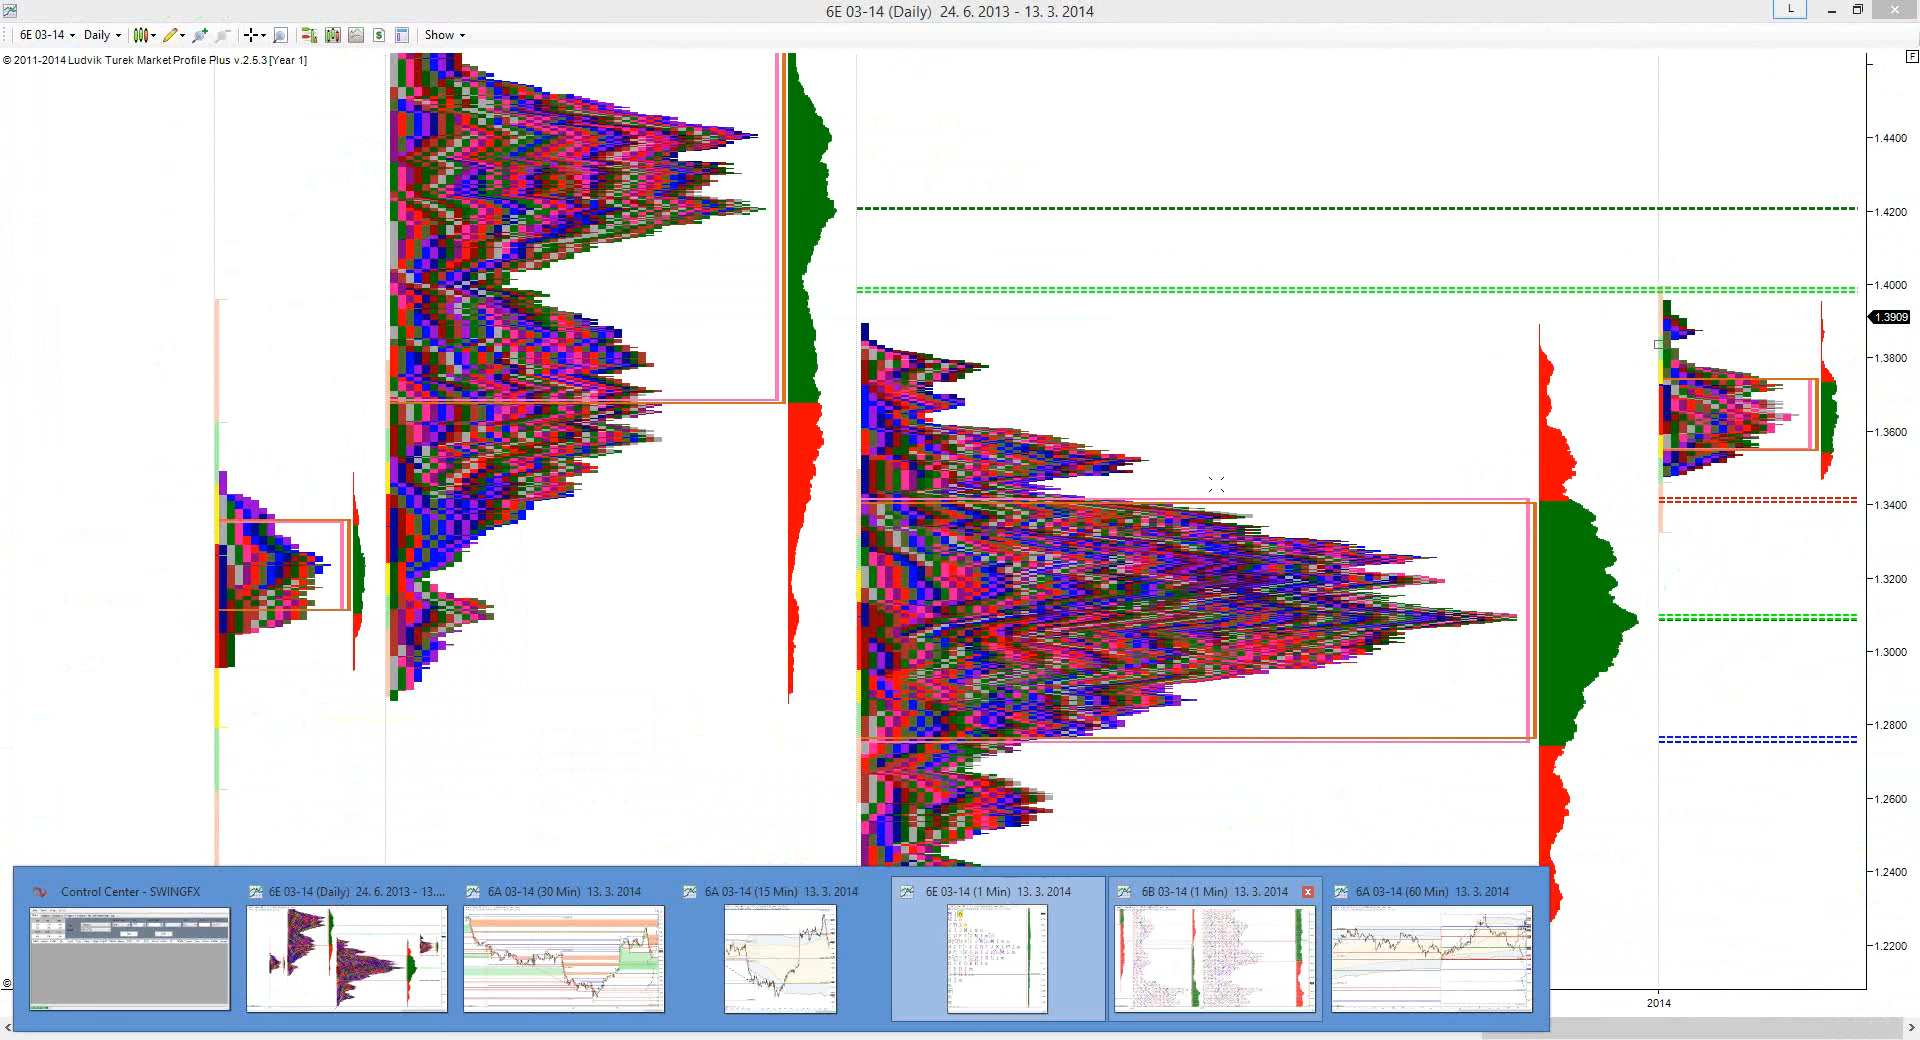 6E 03-14 (Daily)  24. 6. 2013 - 13. 3. 2014
L
6E 03-14 Daily Show
© 2011-2014 Ludvik Turek Market Profile Plus v.2.5.3 [Year 1]
F
1.4400
1.4200
1.4000
1.3909
1.3800
1.3600
1.3400
1.3200
1.3000
1.2800
1.2600
1.2400
1.2200
2014
©
Control Center - SWINGFX
6E 03-14 (Daily)  24. 6. 2013 - 13....
6A 03-14 (30 Min)  13. 3. 2014
6A 03-14 (15 Min)  13. 3. 2014
6E 03-14 (1 Min)  13. 3. 2014
6B 03-14 (1 Min)  13. 3. 2014
6A 03-14 (60 Min)  13. 3. 2014